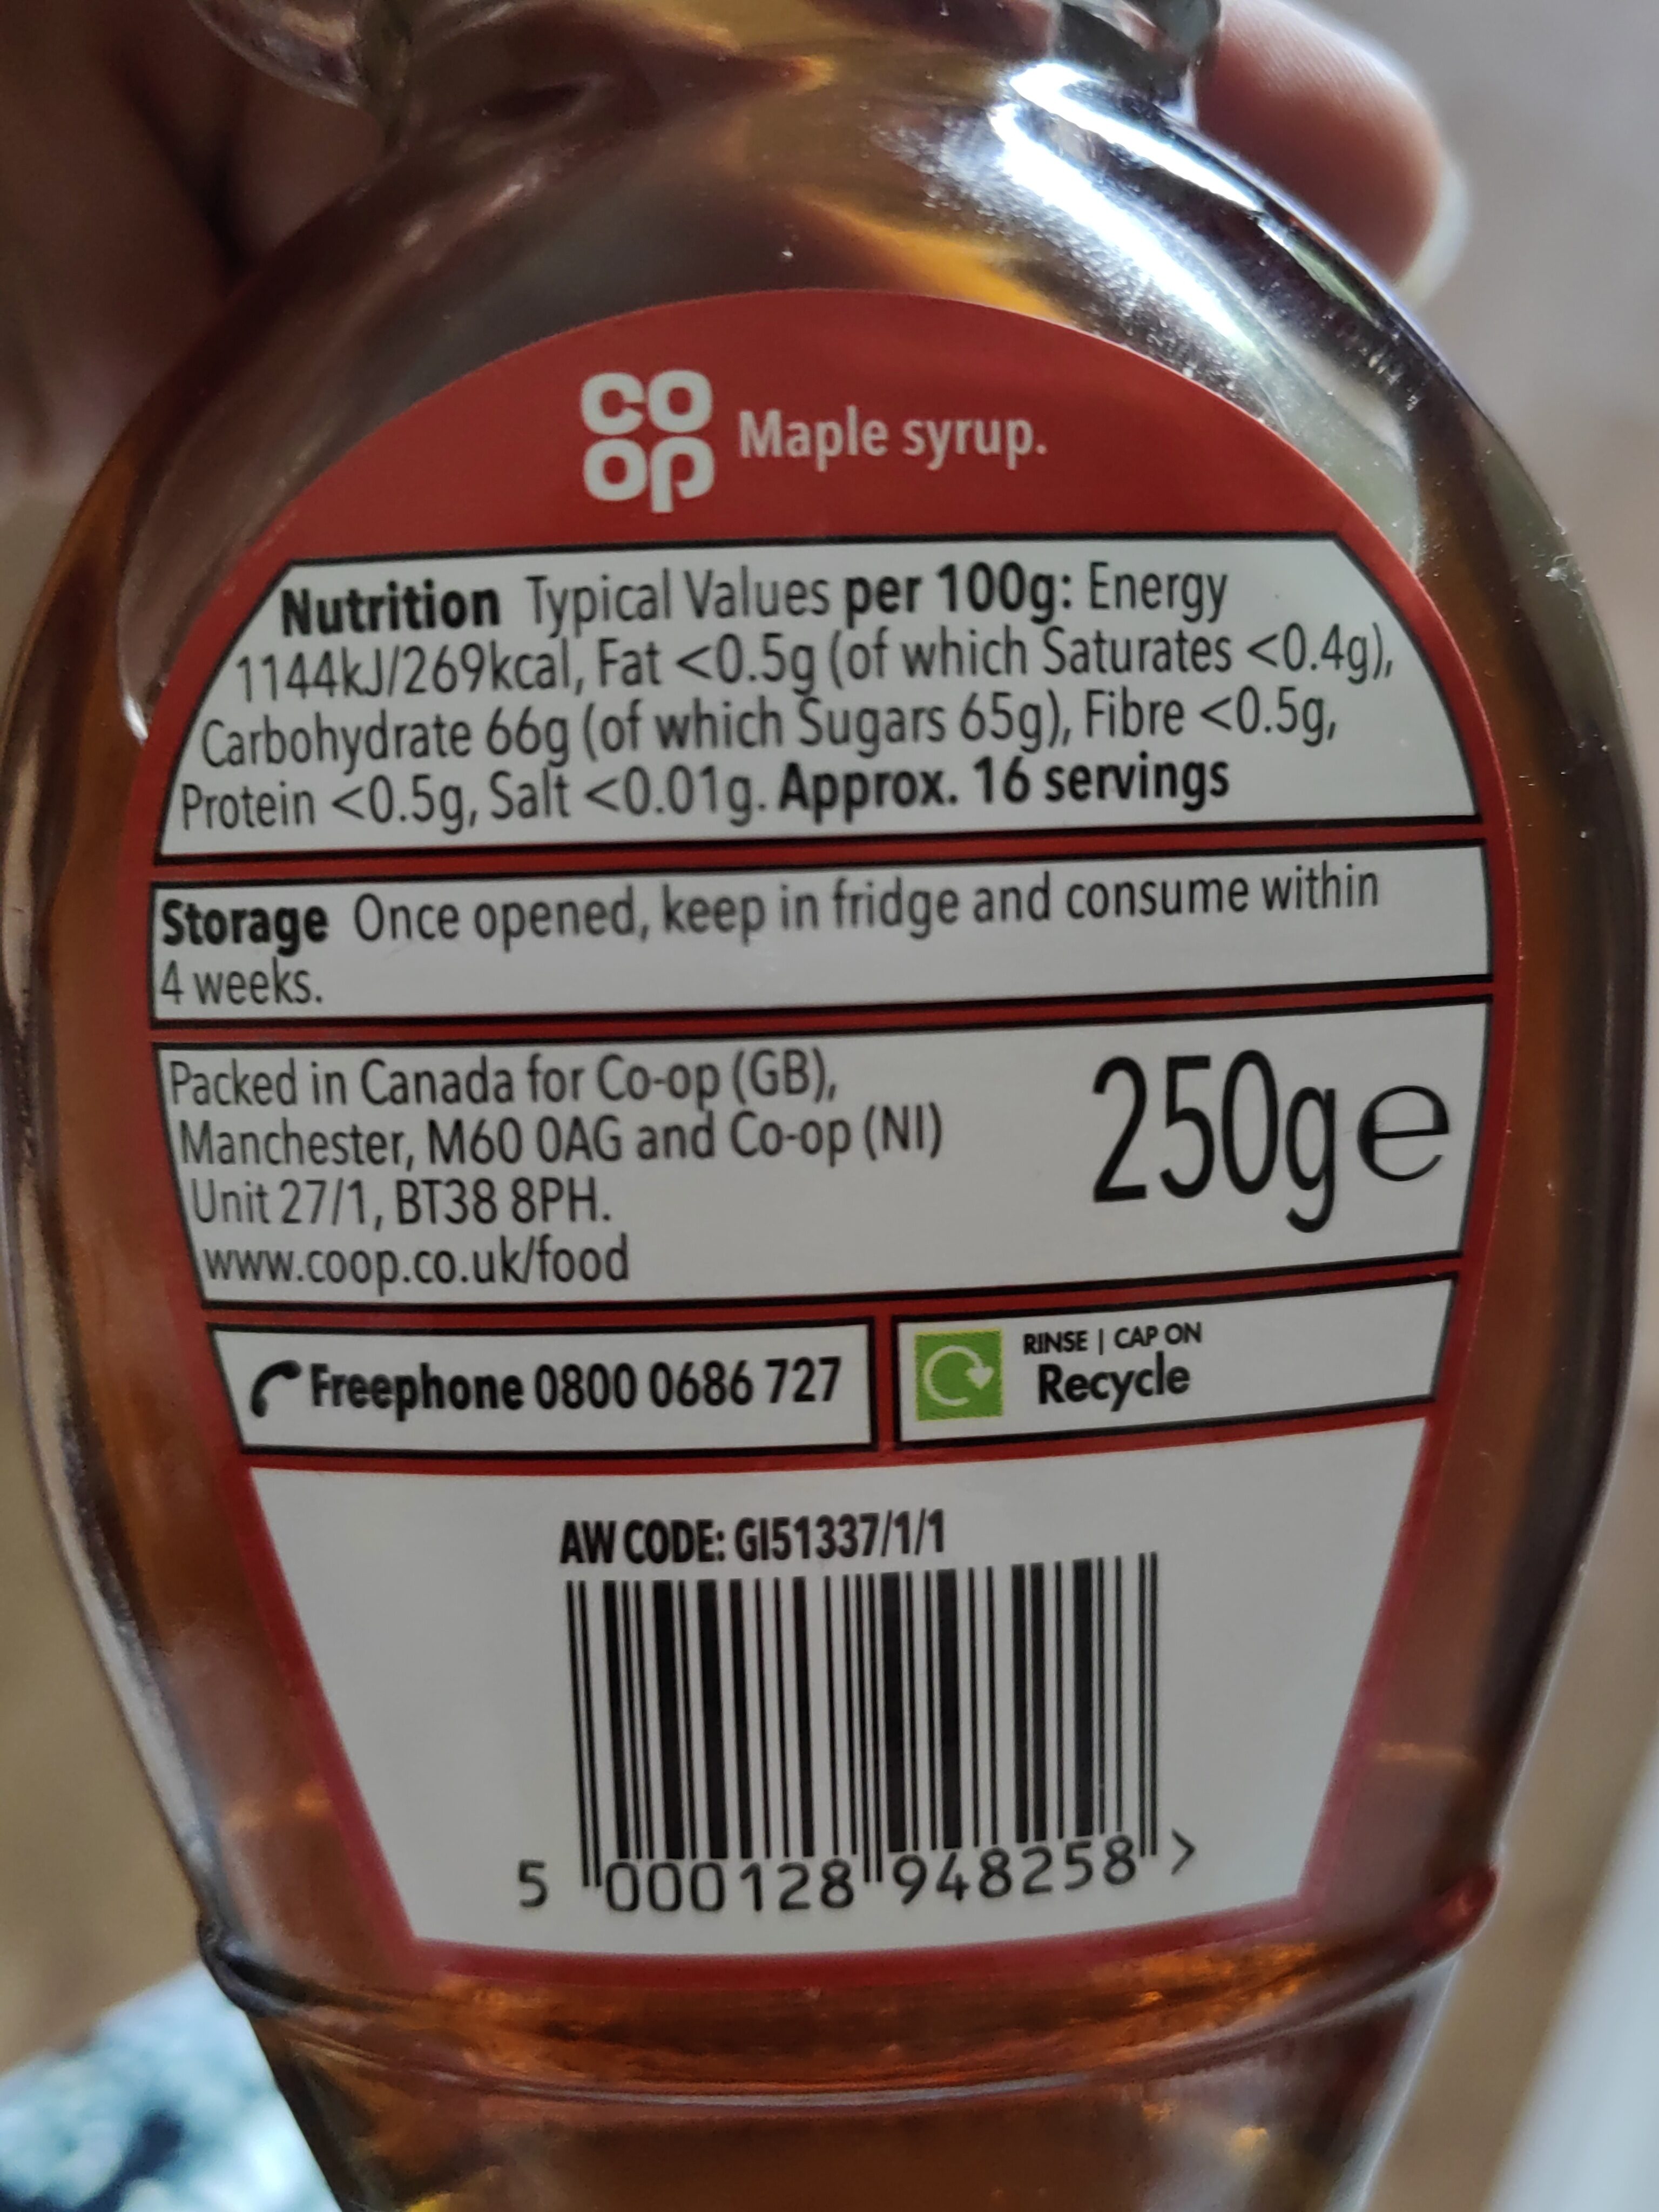 co
op
Maple syrup.
Nutrition Typical Values per 100g: Energy
1144kJ/269kcal, Fat <0.5g (of which Saturates <0.4g),
Carbohydrate 66g (of which Sugars 65g), Fibre <0.5g,
Protein <0.5g, Salt <0.01g. Approx. 16 servings
Storage Once opened, keep in fridge and consume within
4 weeks.
Packed in Canada for Co-op (GB),
Manchester, M60 0AG and Co-op (NI)
Unit 27/1, BT38 8PH.
www.coop.co.uk/food
250g e
Freephone 0800 0686 727
RINSE | CAP ON
Recycle
AW CODE: GI51337/1/1
5 000128 948258 >